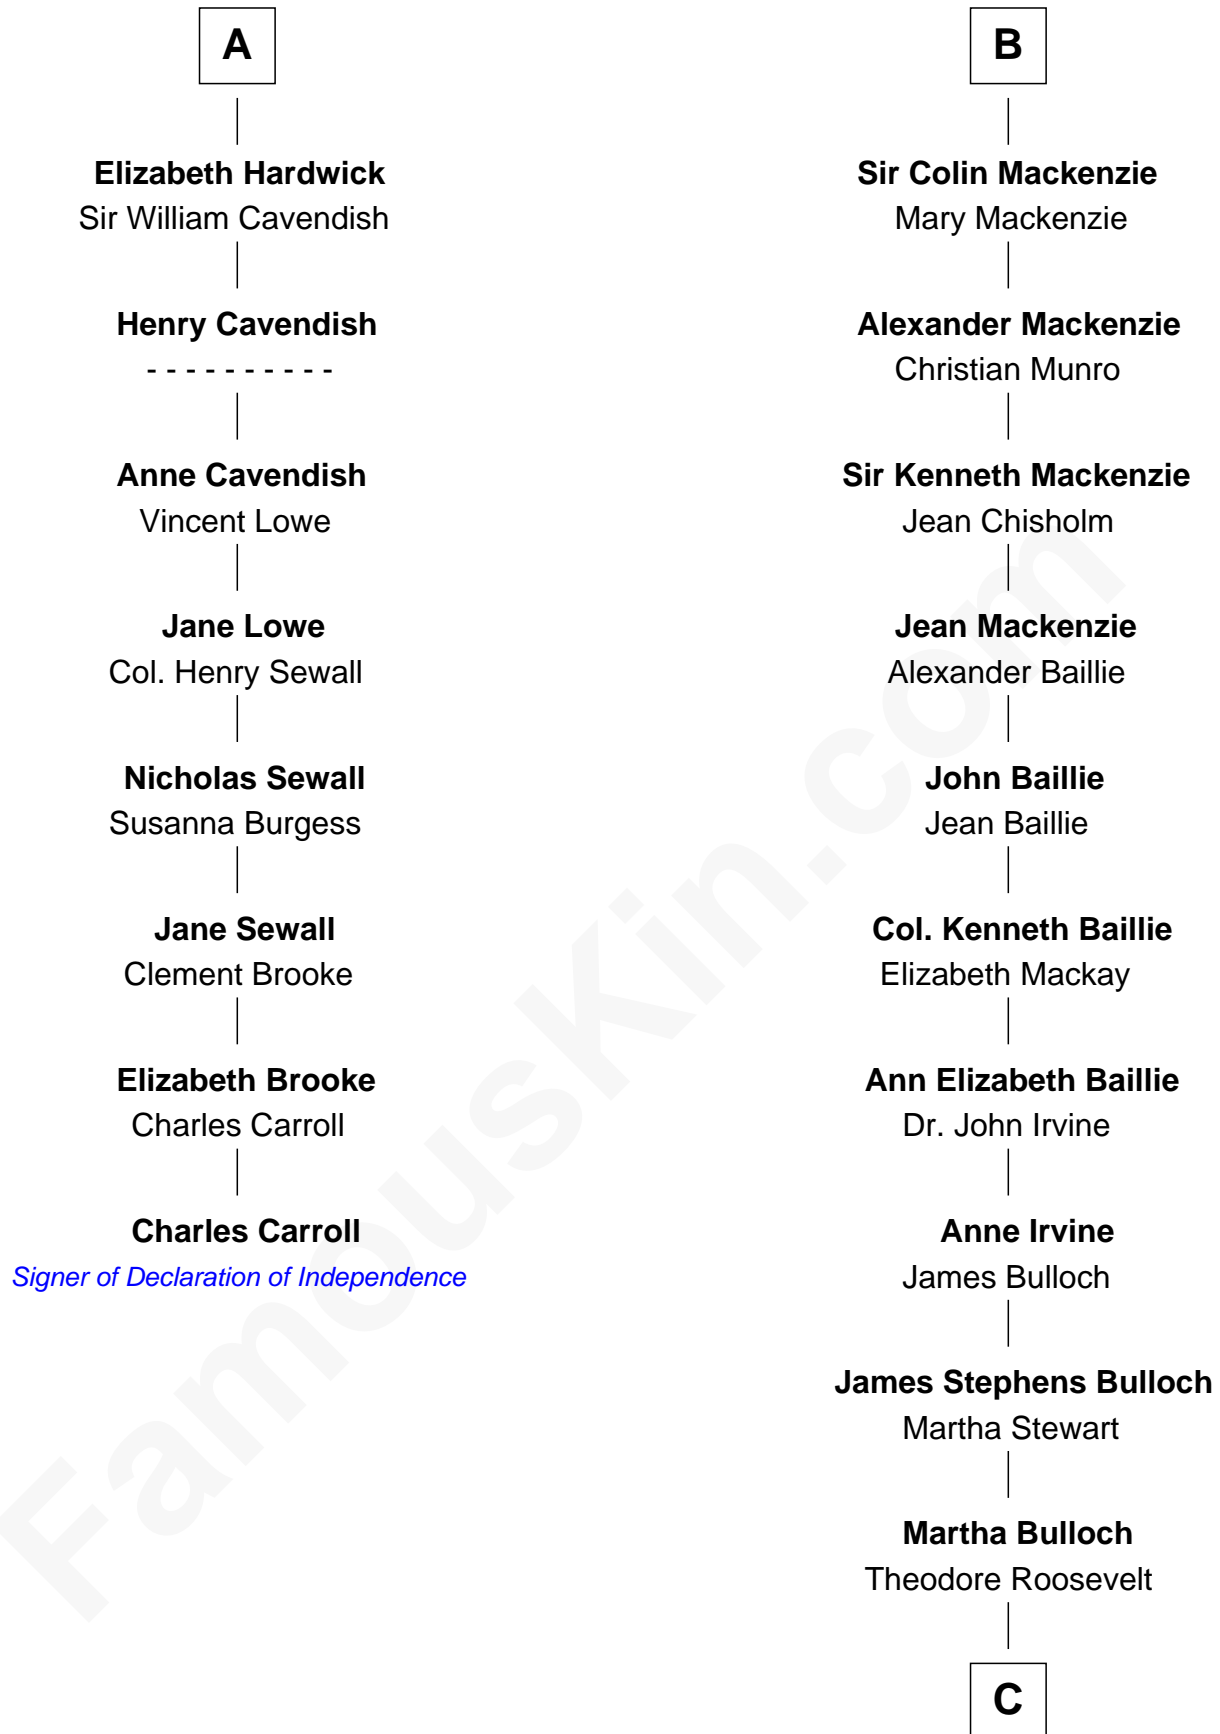 A
Elizabeth Hardwick
Sir William Cavendish
Henry Cavendish
- - - - - - - - - -
Anne Cavendish
Vincent Lowe
Jane Lowe
Col. Henry Sewall
Nicholas Sewall
Susanna Burgess
Jane Sewall
Clement Brooke
Elizabeth Brooke
Charles Carroll
Charles Carroll
Signer of Declaration of Independence
B
Sir Colin Mackenzie
Mary Mackenzie
Alexander Mackenzie
Christian Munro
Sir Kenneth Mackenzie
Jean Chisholm
Jean Mackenzie
Alexander Baillie
John Baillie
Jean Baillie
Col. Kenneth Baillie
Elizabeth Mackay
Ann Elizabeth Baillie
Dr. John Irvine
Anne Irvine
James Bulloch
James Stephens Bulloch
Martha Stewart
Martha Bulloch
Theodore Roosevelt
C
FamousKin.com